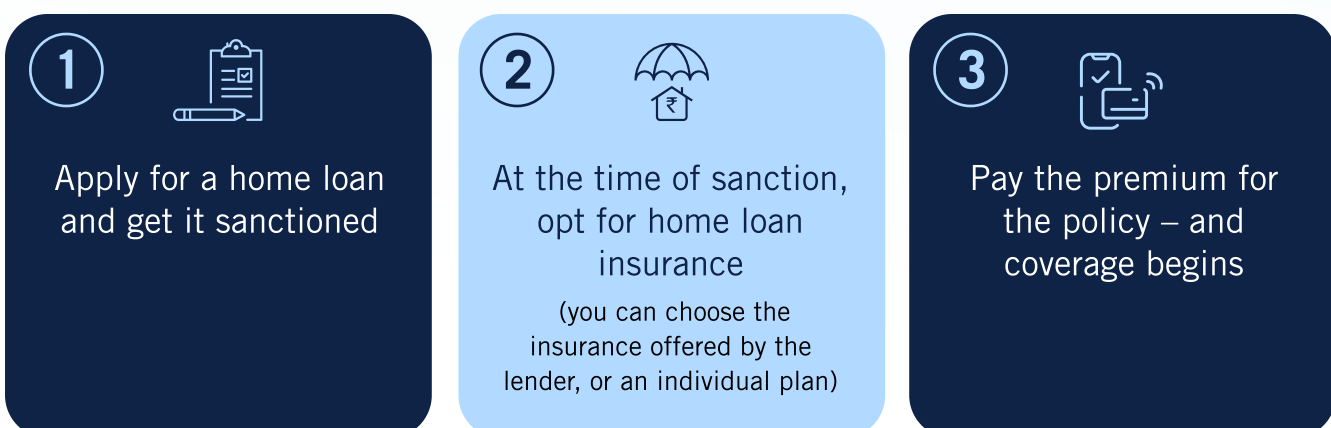 1
Apply for a home loan
and get it sanctioned
2
₹
At the time of sanction,
opt for home loan
insurance
(you can choose the
insurance offered by the
lender, or an individual plan)
3
Pay the premium for
the policy – and
coverage begins